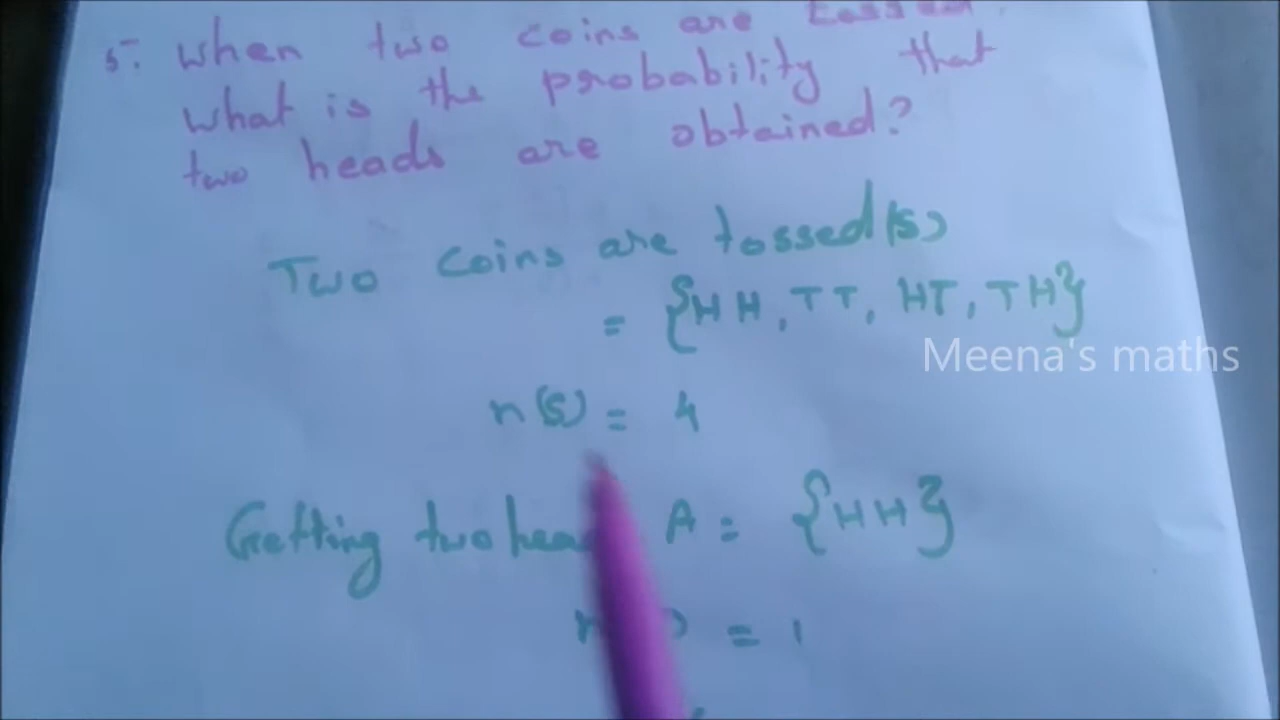 5. When two coins are tossed
what is the probability that
two heads are obtained?
Two coins are tossed(s)
= {HH, TT, HT, TH}
Meena's maths
n(s) = 4
Getting two A = {HH}
= 1